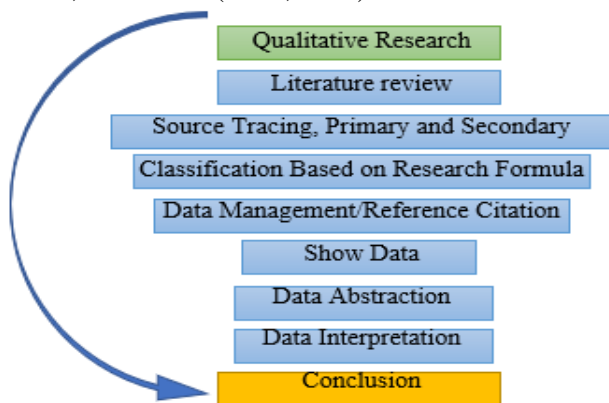 Qualitative Research
Literature review
Source Tracing, Primary and Secondary
Classification Based on Research Formula
Data Management/Reference Citation
Show Data
Data Abstraction
Data Interpretation
Conclusion